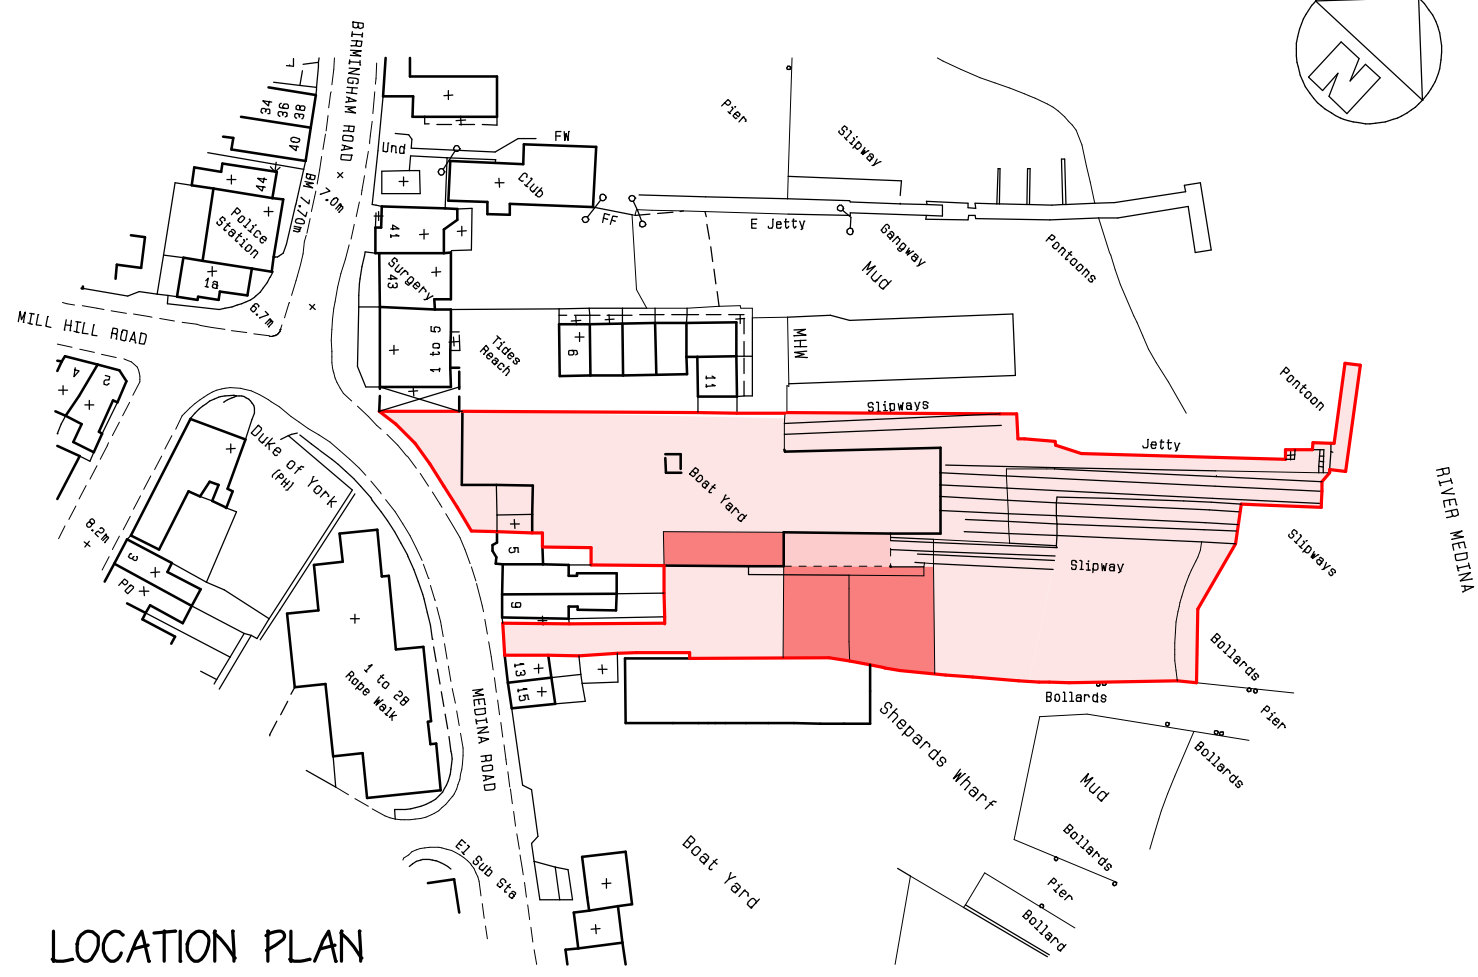 BIRMINGHAM ROAD
N
34
36
38
40
44
BM 7.70m
7.0m
Und
FW
Club
FF
Pier
Slipway
E Jetty
Gangway
Pontoons
Mud
Police
Station
1a
6.7m
41
Surgery
43
1 to 5
Tides
Reach
6
11
MHW
MILL HILL ROAD
4
2
Slipways
Jetty
Pontoon
RIVER MEDINA
Duke of York
(PH)
Boat Yard
8.2m
3
PO
5
9
Slipway
Slipways
1 to 28
Rope Walk
13
15
MEDINA ROAD
Bollards
Bollards
Pier
Bollards
Shepards Wharf
Mud
Bollards
Pier
Bollard
El Sub Sta
Boat Yard
LOCATION PLAN